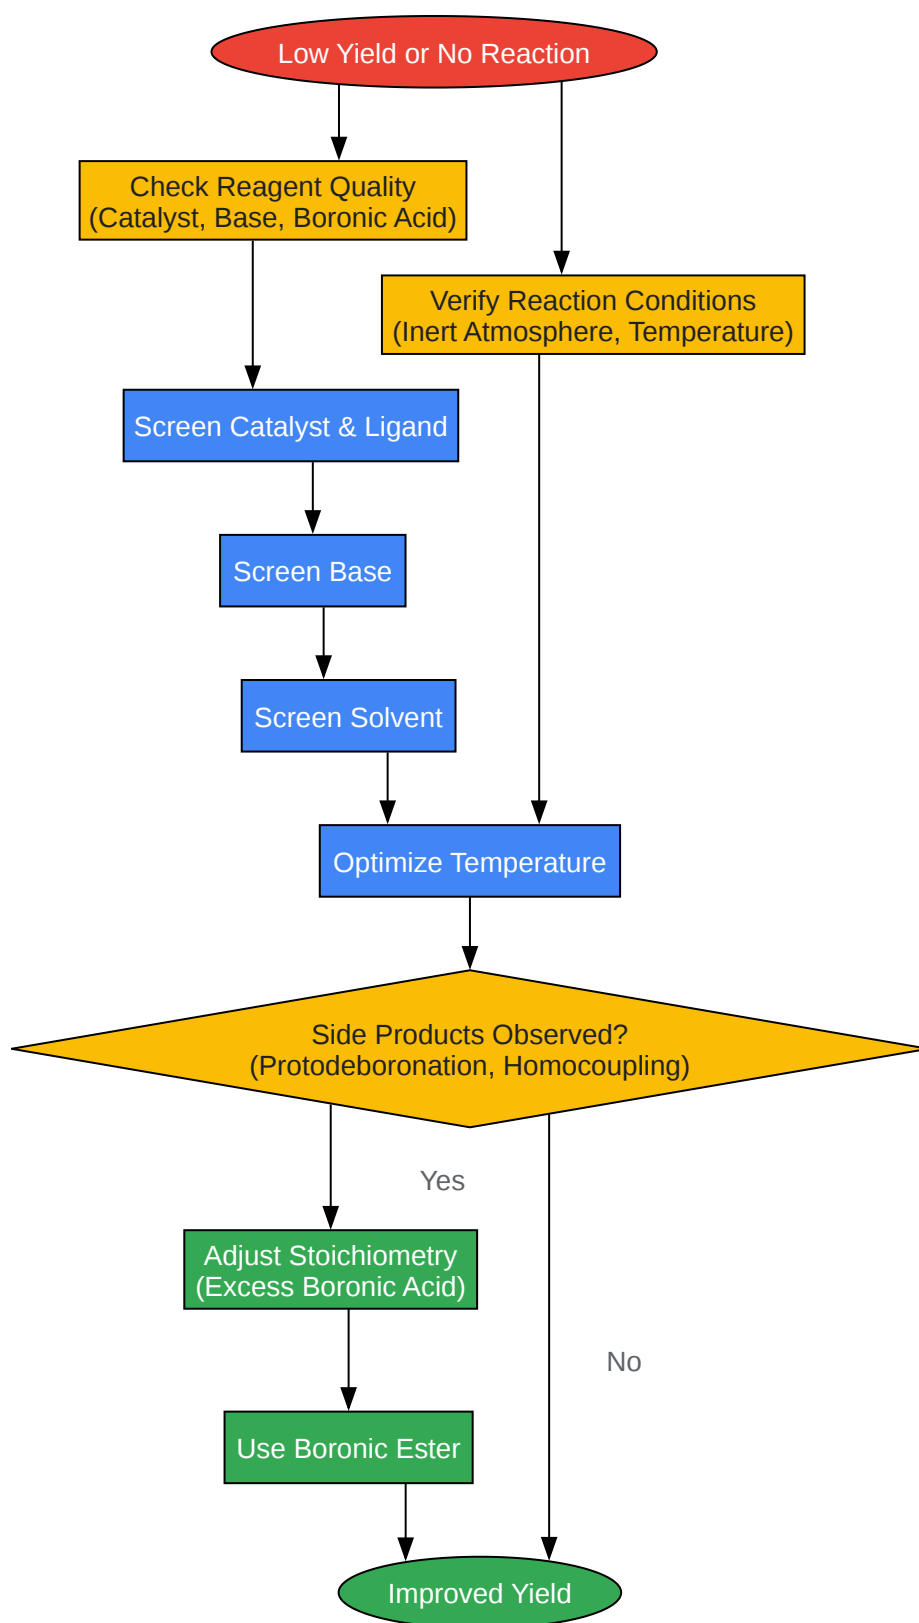 Low Yield or No Reaction
Check Reagent Quality
(Catalyst, Base, Boronic Acid)
Verify Reaction Conditions
(Inert Atmosphere, Temperature)
Screen Catalyst & Ligand
Screen Base
Screen Solvent
Optimize Temperature
Side Products Observed?
(Protodeboronation, Homocoupling)
Yes
Adjust Stoichiometry
(Excess Boronic Acid)
No
Use Boronic Ester
Improved Yield